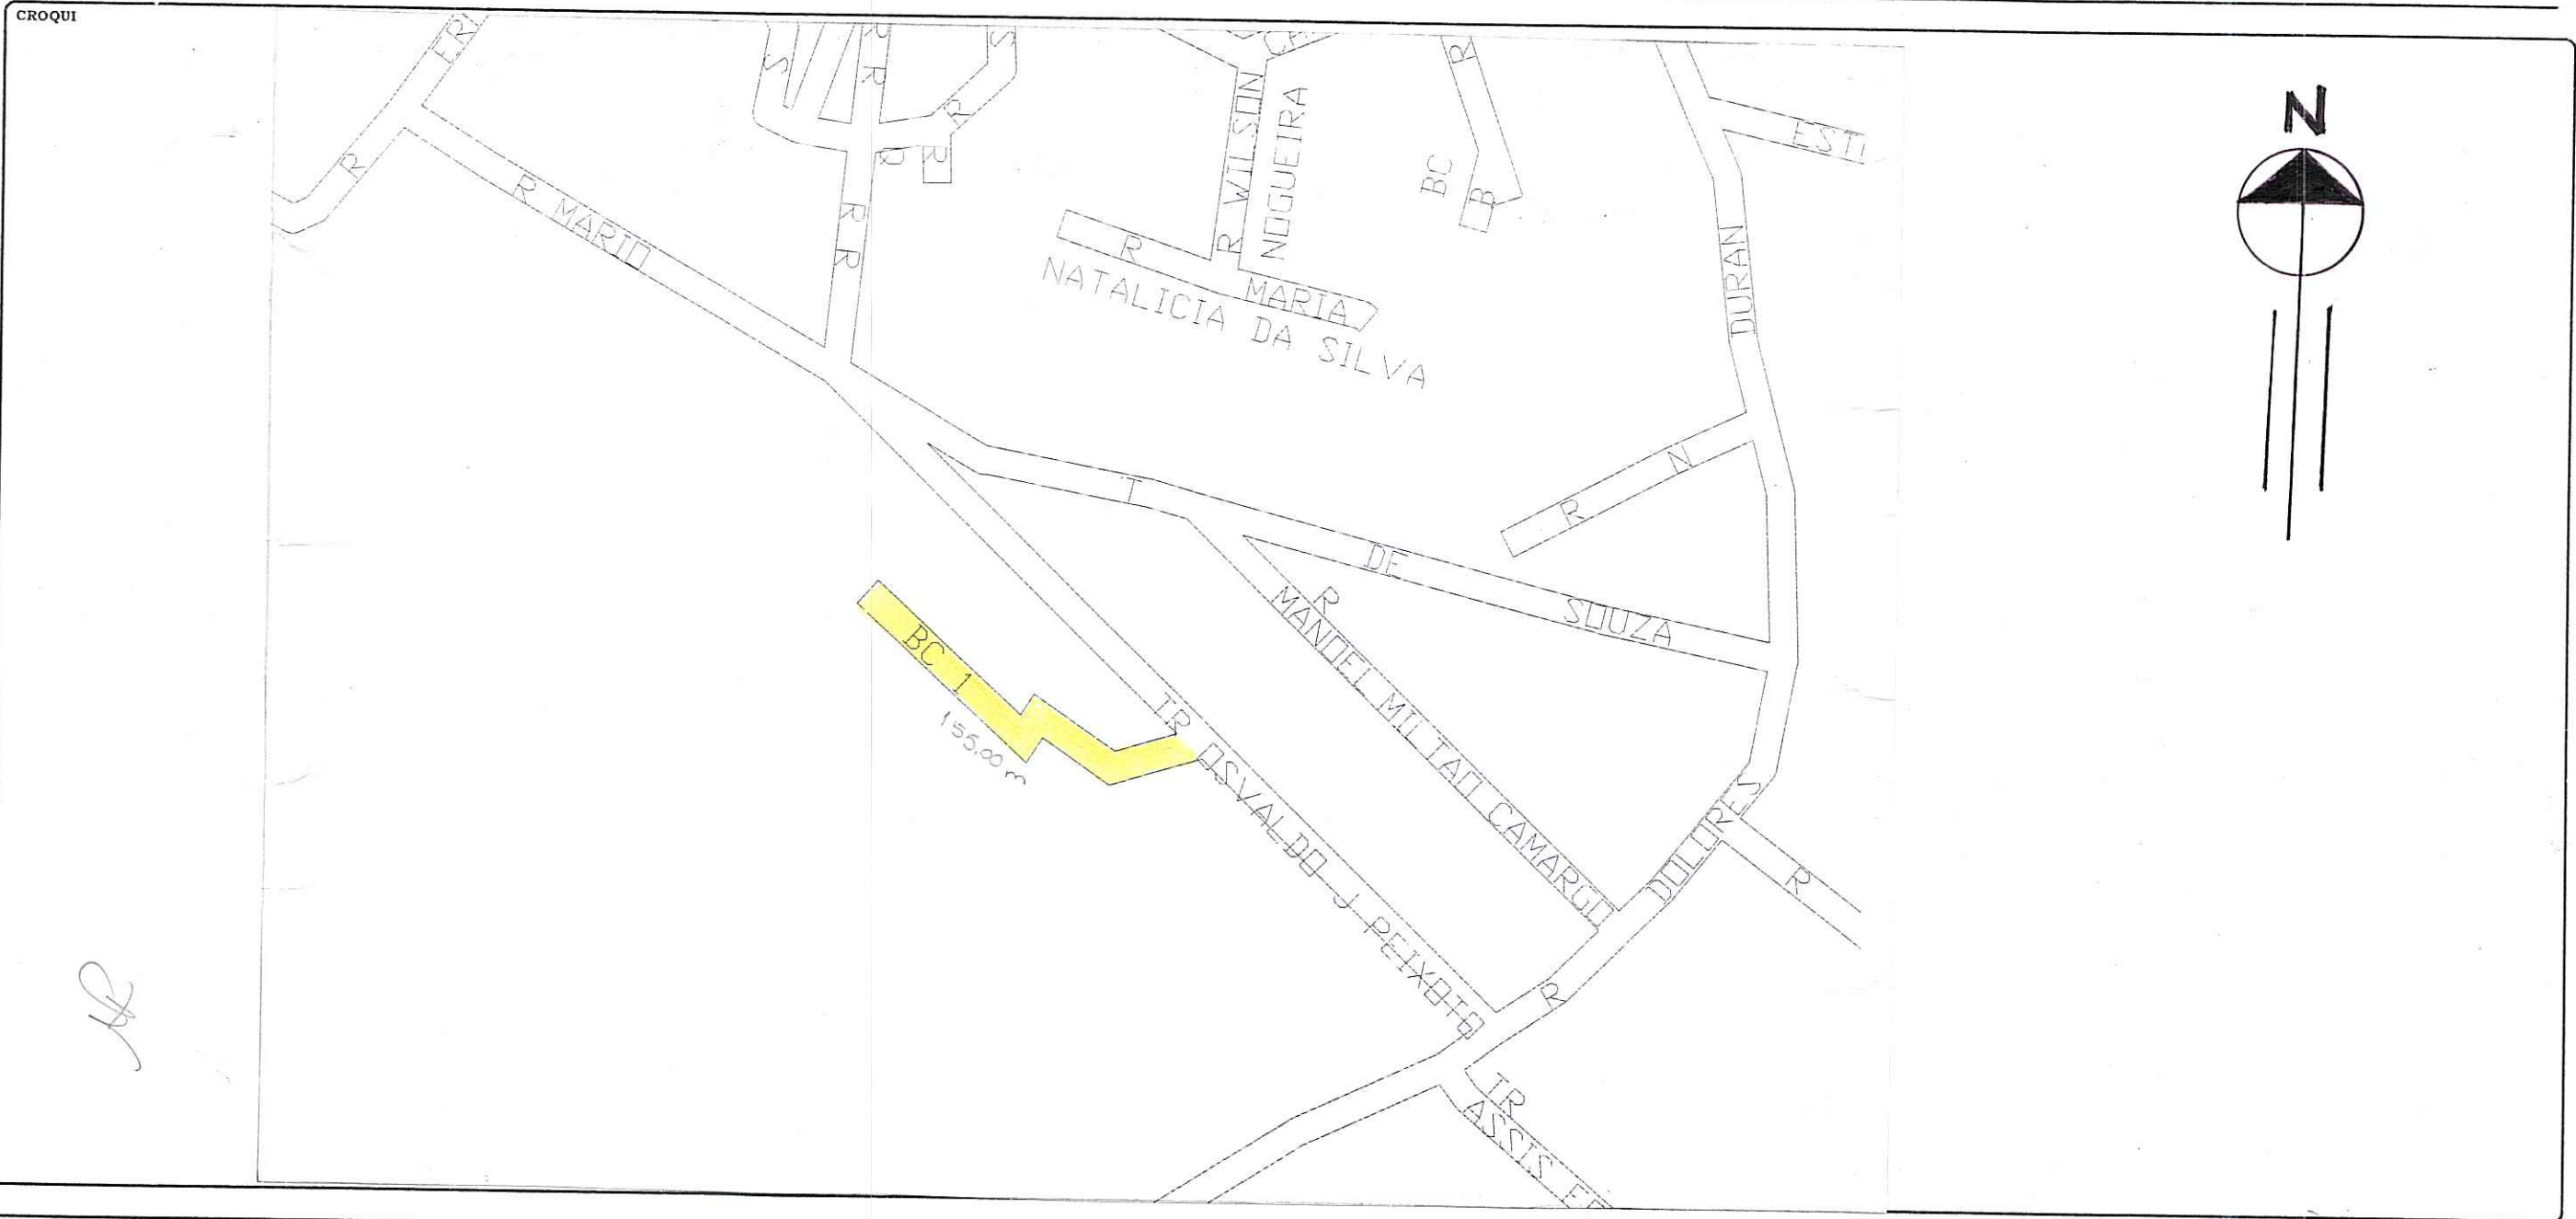 CROQUI
N
R
R MARIO
S
R R
S
R
R
R R
R WILSON
NOGUEIRA
R
MARIA
NATALICIA DA SILVA
R
BC
B
DURAN
R N
T
DE
SOUZA
R
MANOEL MILTAO CAMARGO
BC 1
155,00 m
TR
OSVALDO J PEIXOTO
DOLORES
R
R
TR
ASSIS